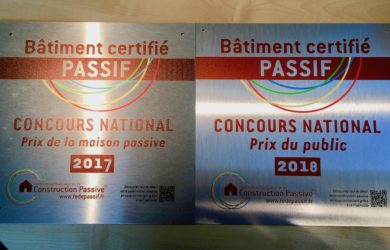 Bâtiment certifié
PASSIF
CONCOURS NATIONAL
Prix de la maison passive
2017
Construction Passive
www.fedepassif.fr
Bâtiment certifié
PASSIF
CONCOURS NATIONAL
Prix du public
2018
Construction Passive
www.fedepassif.fr